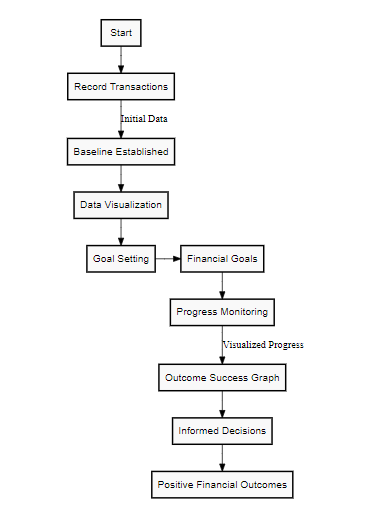 Start
Record Transactions
Initial Data
Baseline Established
Data Visualization
Goal Setting
Financial Goals
Progress Monitoring
Visualized Progress
Outcome Success Graph
Informed Decisions
Positive Financial Outcomes